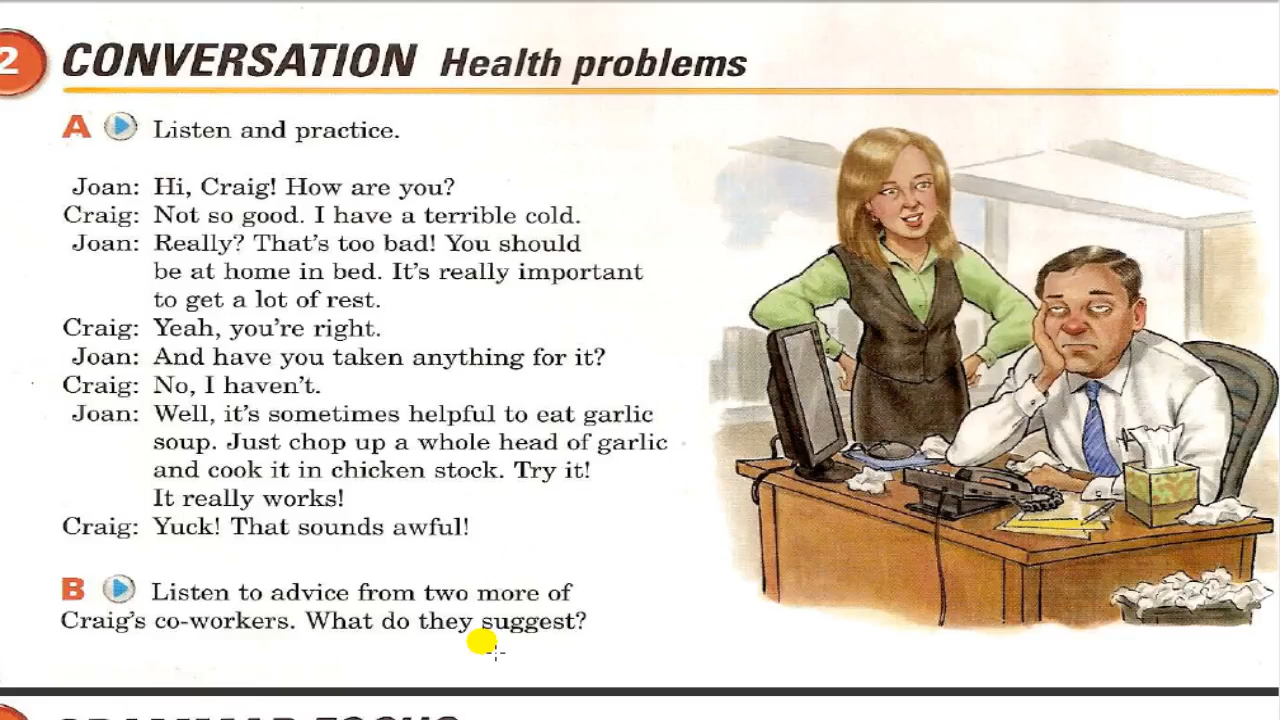 2 CONVERSATION Health problems
A Listen and practice.
Joan: Hi, Craig! How are you?
Craig: Not so good. I have a terrible cold.
Joan: Really? That's too bad! You should
be at home in bed. It's really important
to get a lot of rest.
Craig: Yeah, you're right.
Joan: And have you taken anything for it?
Craig: No, I haven't.
Joan: Well, it's sometimes helpful to eat garlic
soup. Just chop up a whole head of garlic
and cook it in chicken stock. Try it!
It really works!
Craig: Yuck! That sounds awful!
B Listen to advice from two more of
Craig's co-workers. What do they suggest?
GRAMMAR FOCUS